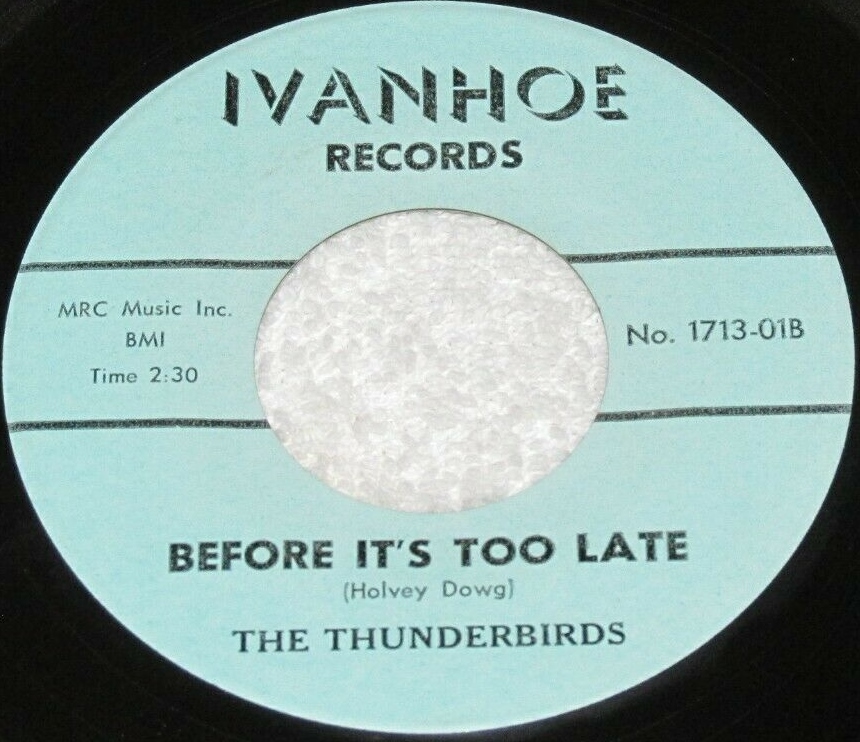 IVANHOE
RECORDS
MRC Music Inc.
BMI
Time 2:30
No. 1713-01B
BEFORE IT'S TOO LATE
(Holvey Dowg)
THE THUNDERBIRDS